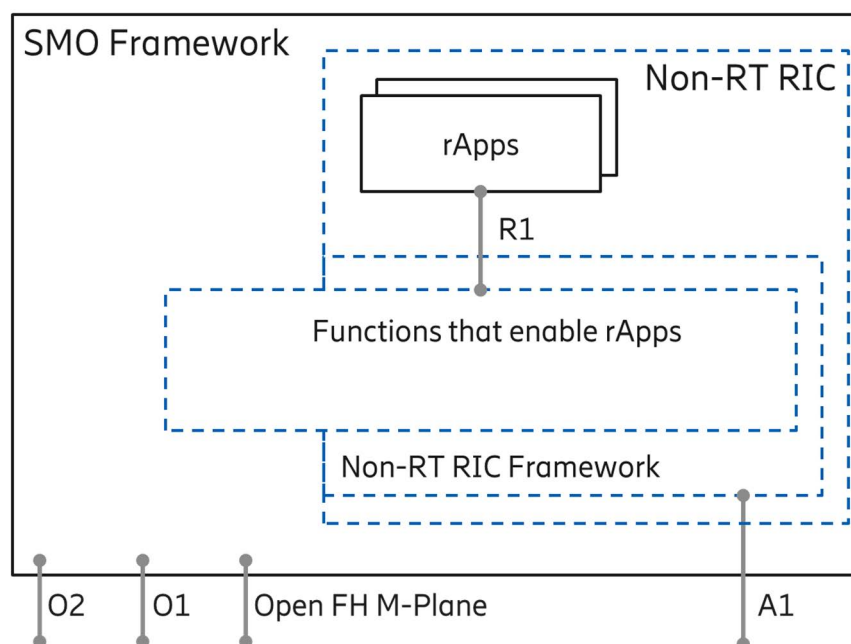 SMO Framework
Non-RT RIC
rApps
R1
Functions that enable rApps
Non-RT RIC Framework
O2
O1
Open FH M-Plane
A1